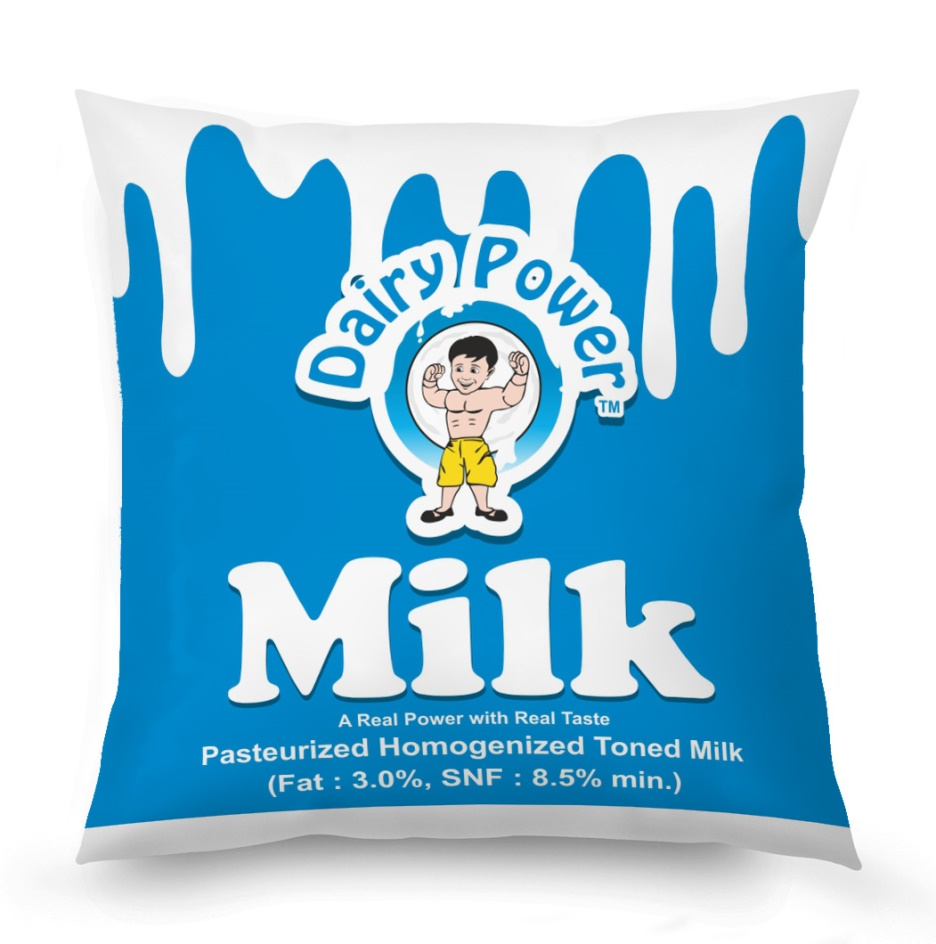 Dairy Power TM
Milk
A Real Power with Real Taste
Pasteurized Homogenized Toned Milk
(Fat : 3.0%, SNF : 8.5% min.)